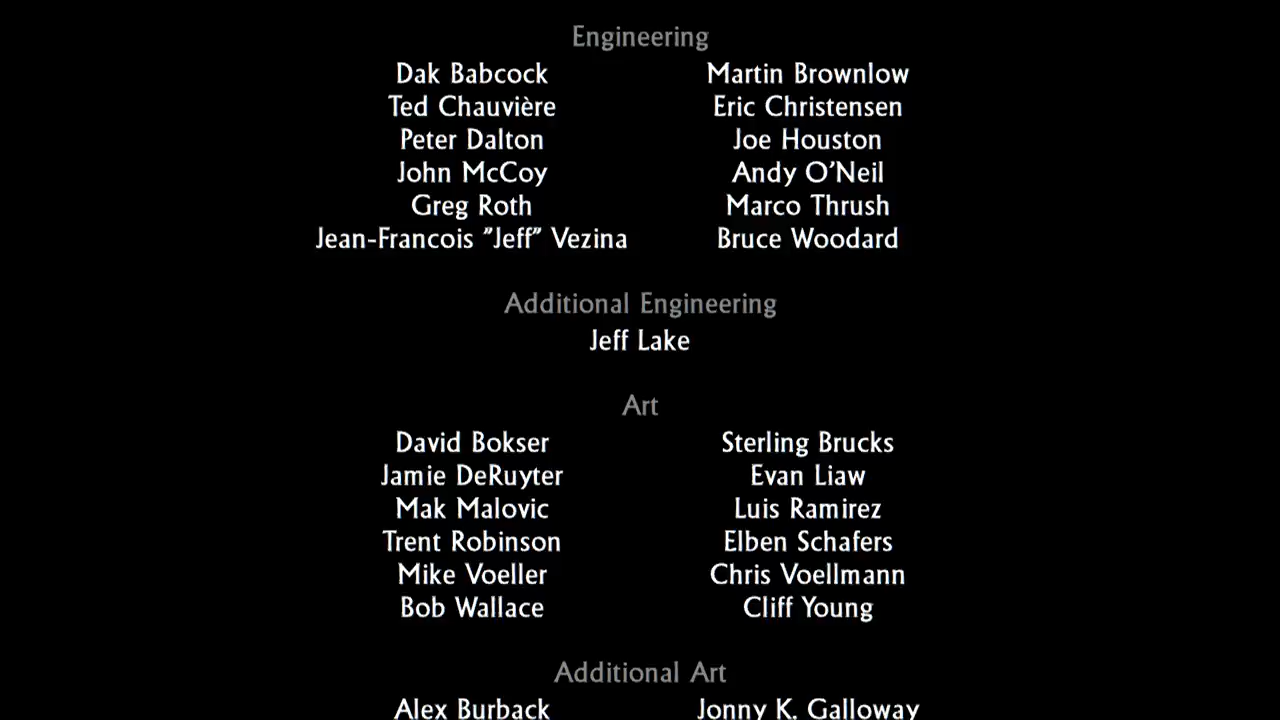 Engineering
Dak Babcock Martin Brownlow
Ted Chauvière Eric Christensen
Peter Dalton Joe Houston
John McCoy Andy O'Neil
Greg Roth Marco Thrush
Jean-Francois "Jeff" Vezina Bruce Woodard
Additional Engineering
Jeff Lake
Art
David Bokser Sterling Brucks
Jamie DeRuyter Evan Liaw
Mak Malovic Luis Ramirez
Trent Robinson Elben Schafers
Mike Voeller Chris Voellmann
Bob Wallace Cliff Young
Additional Art
Alex Burback Jonny K. Galloway